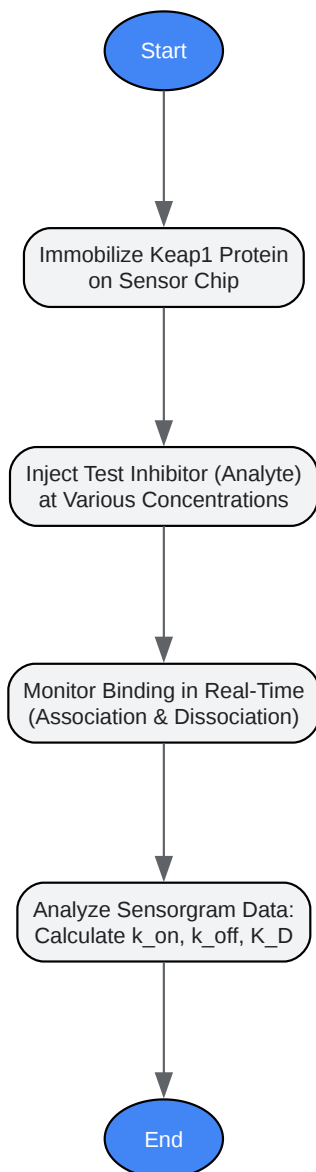 Start
Immobilize Keap1 Protein
on Sensor Chip
Inject Test Inhibitor (Analyte)
at Various Concentrations
Monitor Binding in Real-Time
(Association & Dissociation)
Analyze Sensorgram Data:
Calculate k_on, k_off, K_D
End